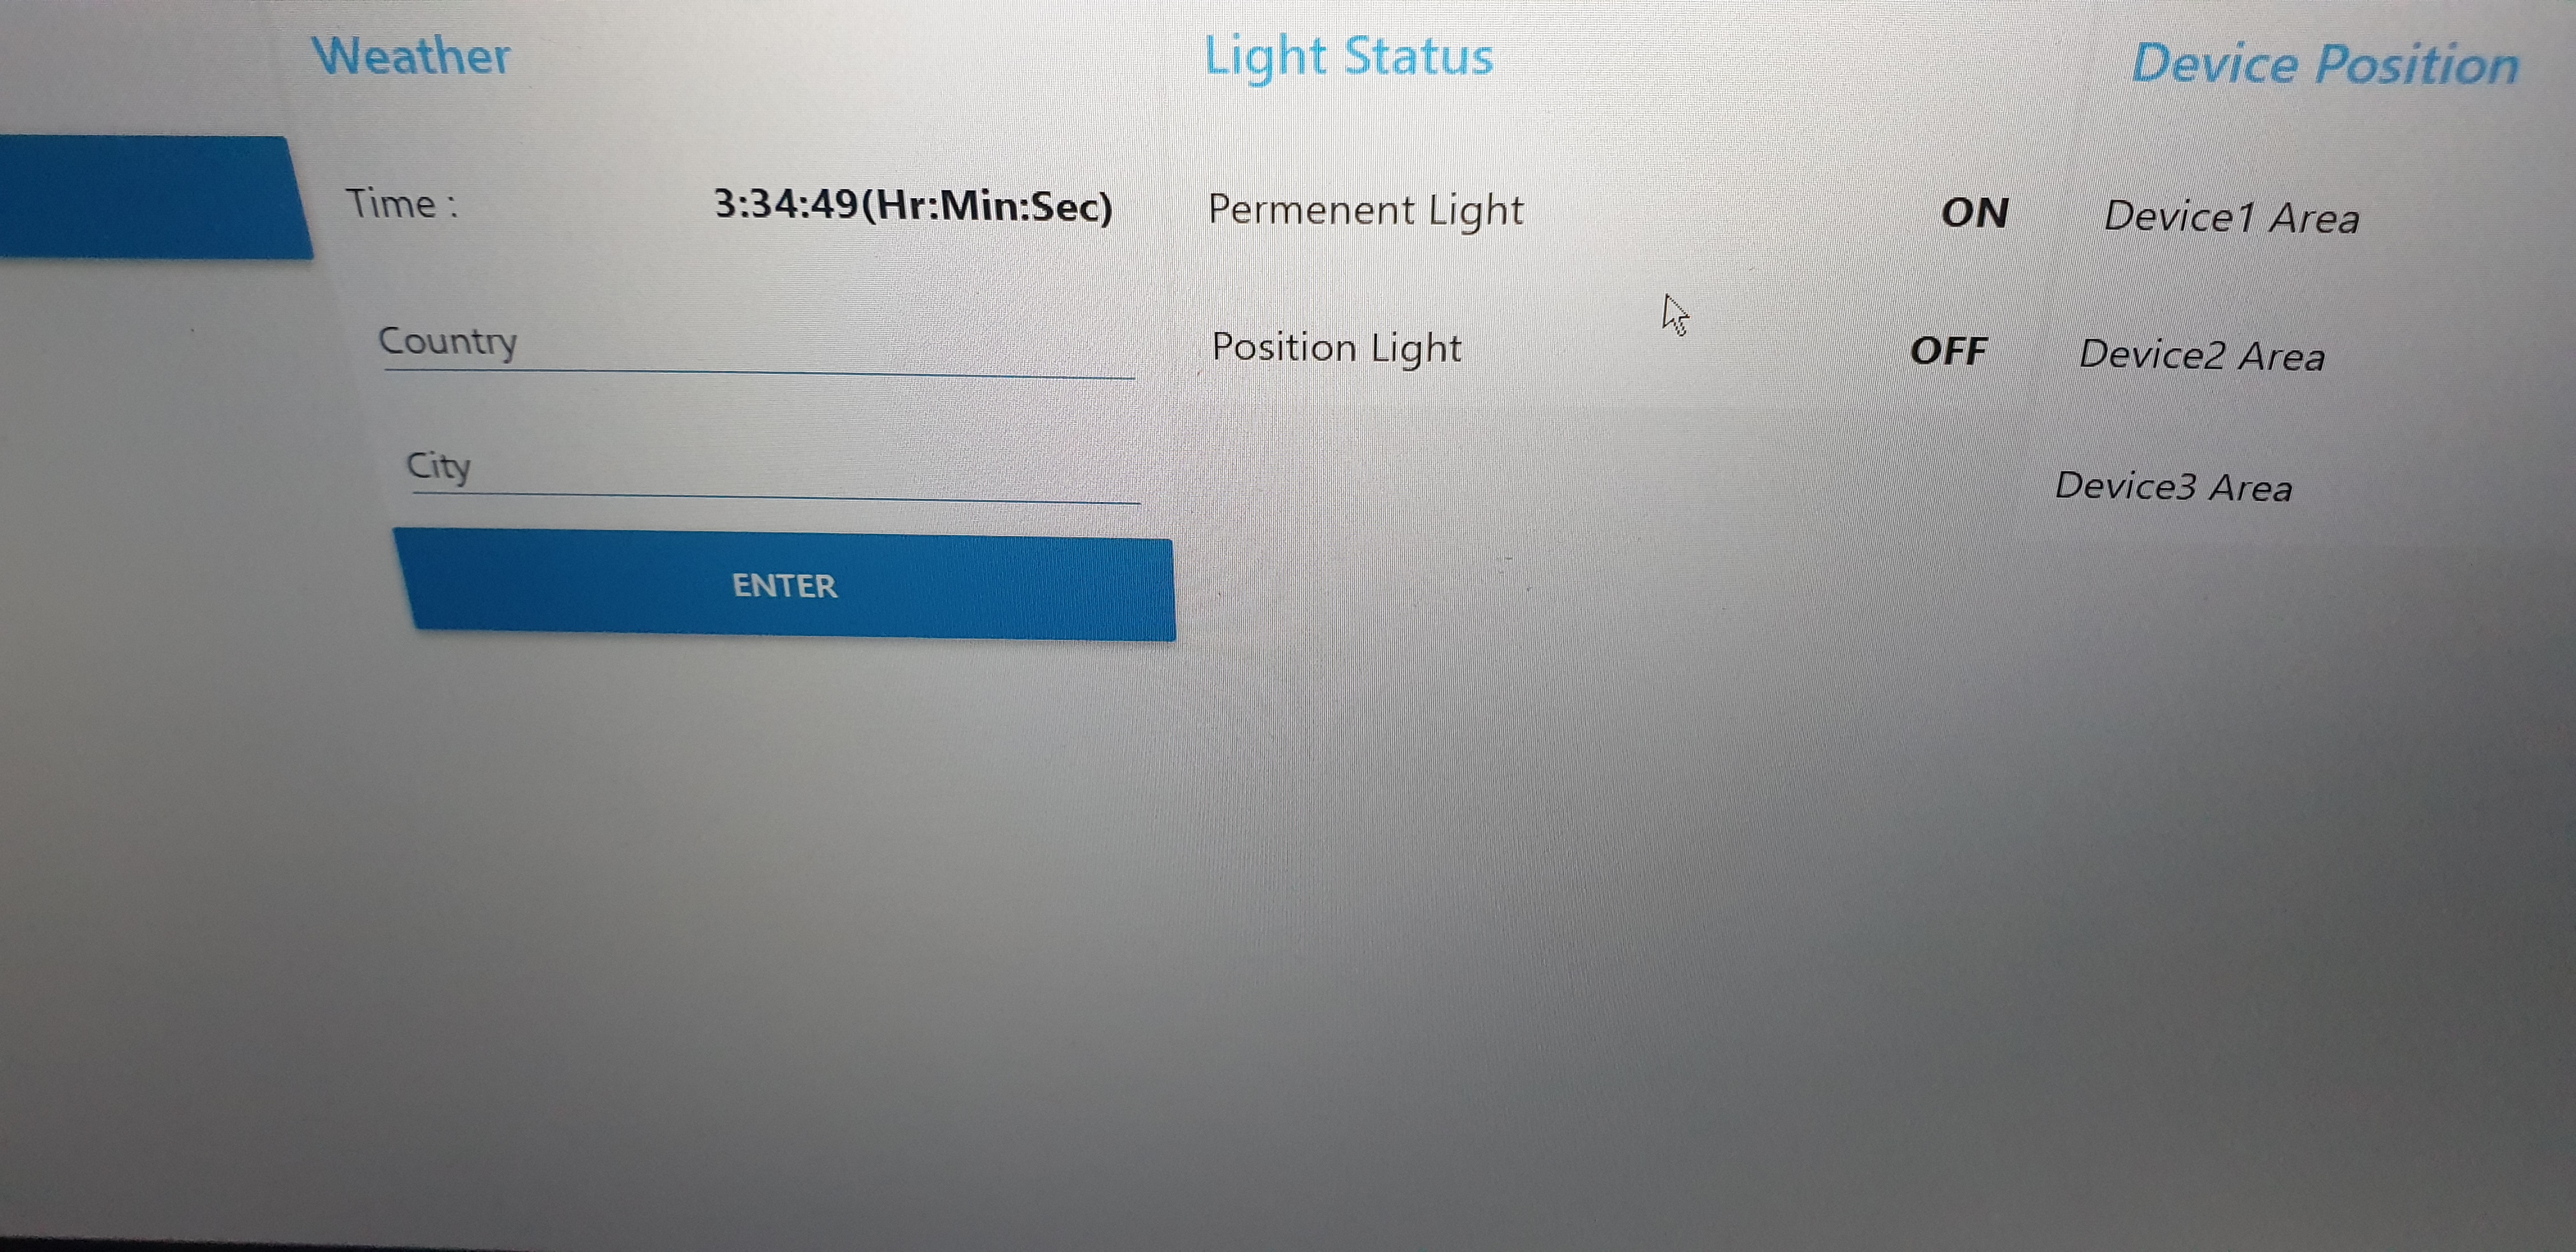 Weather
Time : 3:34:49(Hr:Min:Sec)
Country
City
ENTER
Light Status
Permenent Light ON
Position Light OFF
Device Position
Device1 Area
Device2 Area
Device3 Area